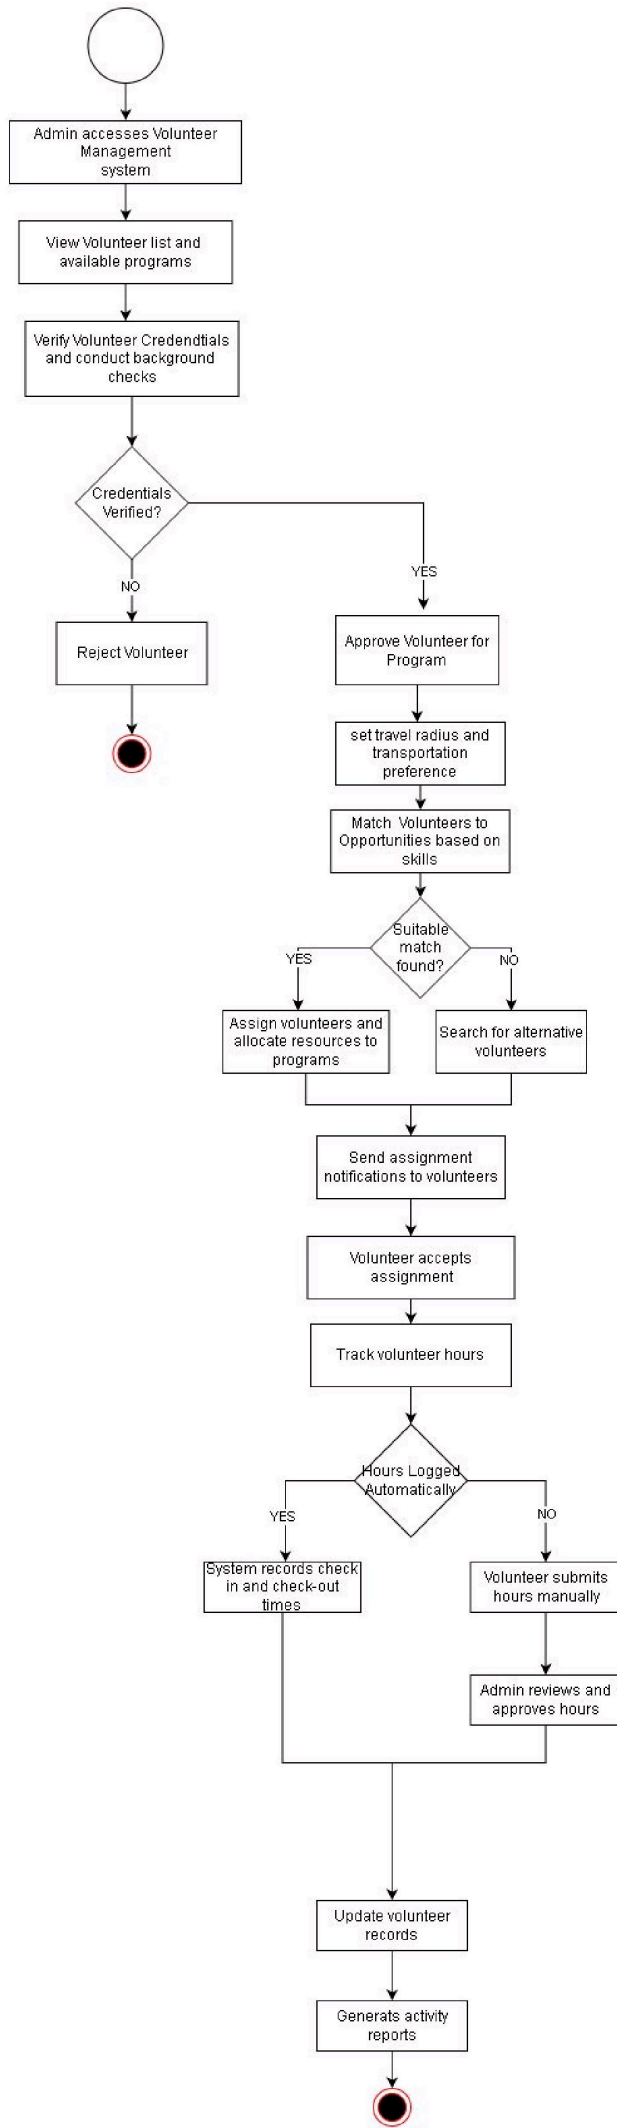 Admin accesses Volunteer
Management
system
View Volunteer list and
available programs
Verify Volunteer Credendtials
and conduct background
checks
Credentials
Verified?
NO
YES
Reject Volunteer
Approve Volunteer for
Program
set travel radius and
transportation
preference
Match Volunteers to
Opportunities based on
skills
Suitable
match
found?
YES
NO
Assign volunteers and
allocate resources to
programs
Search for alternative
volunteers
Send assignment
notifications to volunteers
Volunteer accepts
assignment
Track volunteer hours
Hours Logged
Automatically
YES
NO
System records check
in and check-out
times
Volunteer submits
hours manually
Admin reviews and
approves hours
Update volunteer
records
Generats activity
reports